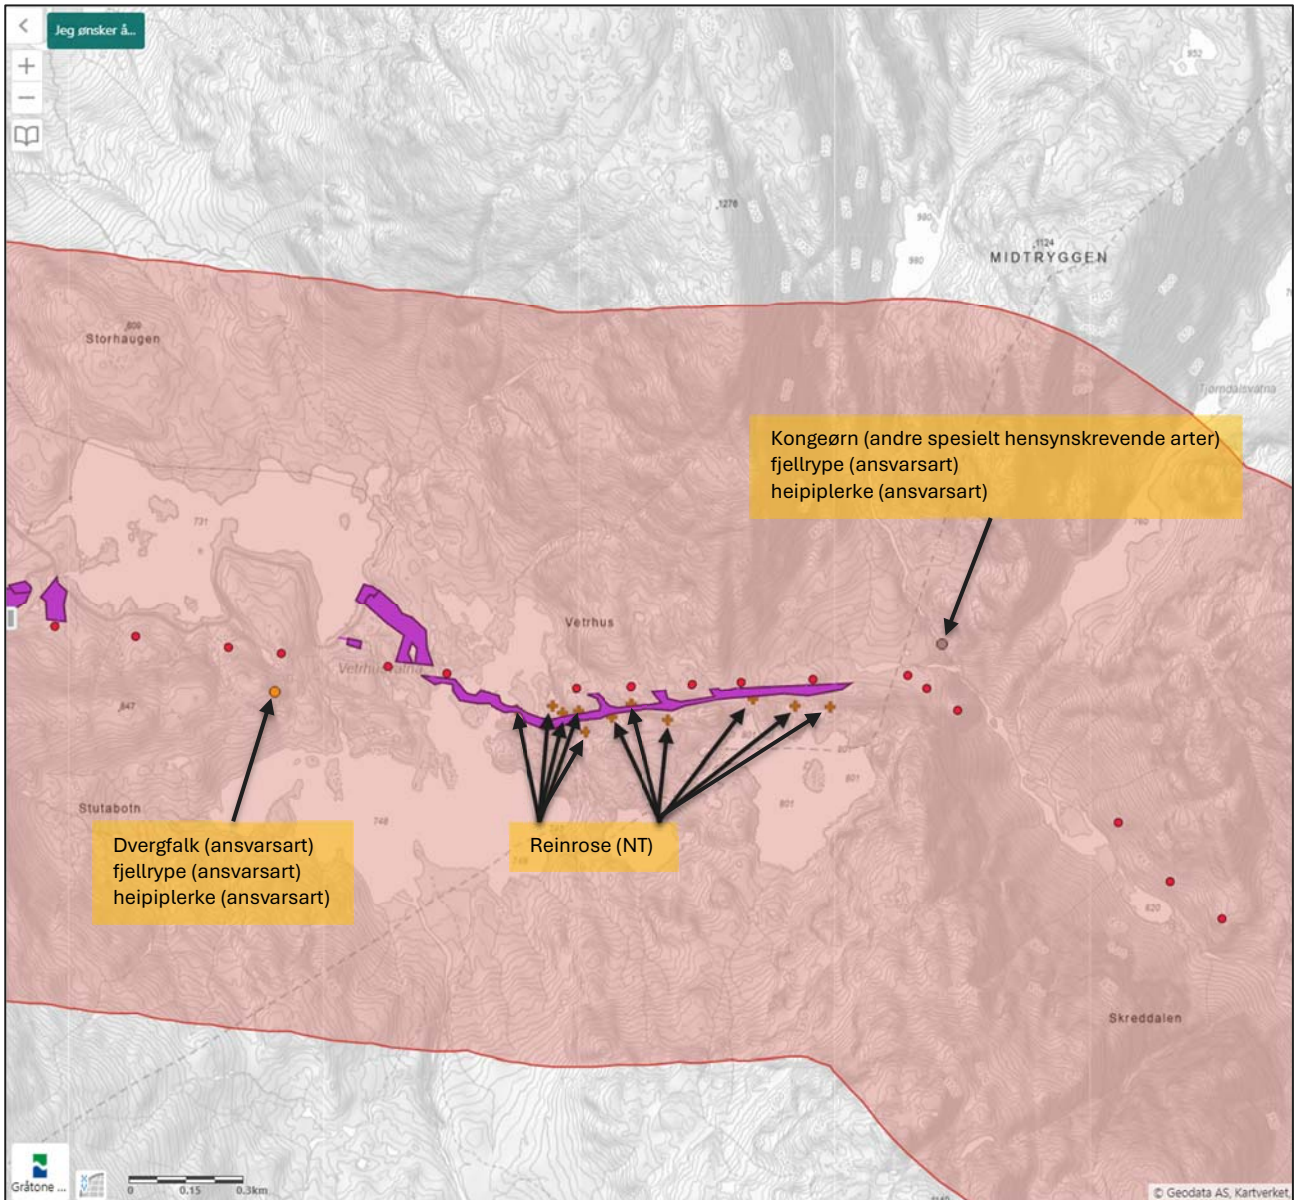 Jeg ønsker å...
852
1276
980
980
1124
MIDTRYGGEN
809
Storhaugen
Tjørndalsvatna
Kongeørn (andre spesielt hensynskrevende arter)
fjellrype (ansvarsart)
heipiplerke (ansvarsart)
731
760
Vetrhus
847
801
801
801
Stutabotn
748
Dvergfalk (ansvarsart)
fjellrype (ansvarsart)
heipiplerke (ansvarsart)
Reinrose (NT)
620
Skreddalen
Gråtone ...
0 0.15 0.3km
© Geodata AS, Kartverket